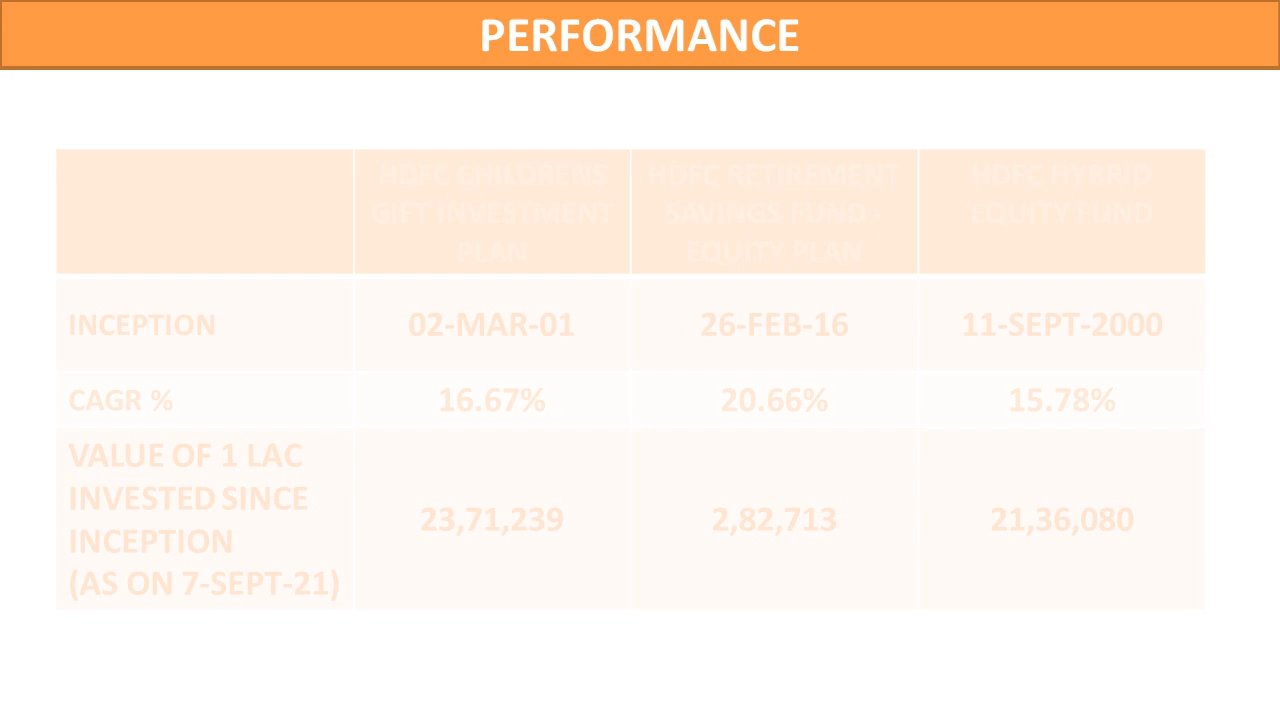 PERFORMANCE
HDFC CHILDRENS GIFT INVESTMENT PLAN
HDFC RETIREMENT SAVINGS FUND - EQUITY PLAN
HDFC HYBRID EQUITY FUND
INCEPTION 02-MAR-01 26-FEB-16 11-SEPT-2000
CAGR % 16.67% 20.66% 15.78%
VALUE OF 1 LAC
INVESTED SINCE
INCEPTION
(AS ON 7-SEPT-21)
23,71,239 2,82,713 21,36,080